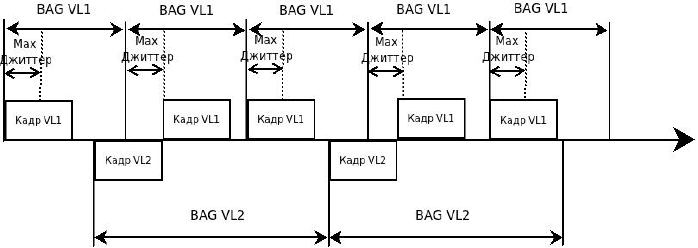 BAG VL1 BAG VL1 BAG VL1 BAG VL1 BAG VL1
Max Max Max Max Max
Джиттер Джиттер Джиттер Джиттер Джиттер
Кадр VL1 Кадр VL1 Кадр VL1 Кадр VL1 Кадр VL1
Кадр VL2 Кадр VL2
BAG VL2 BAG VL2